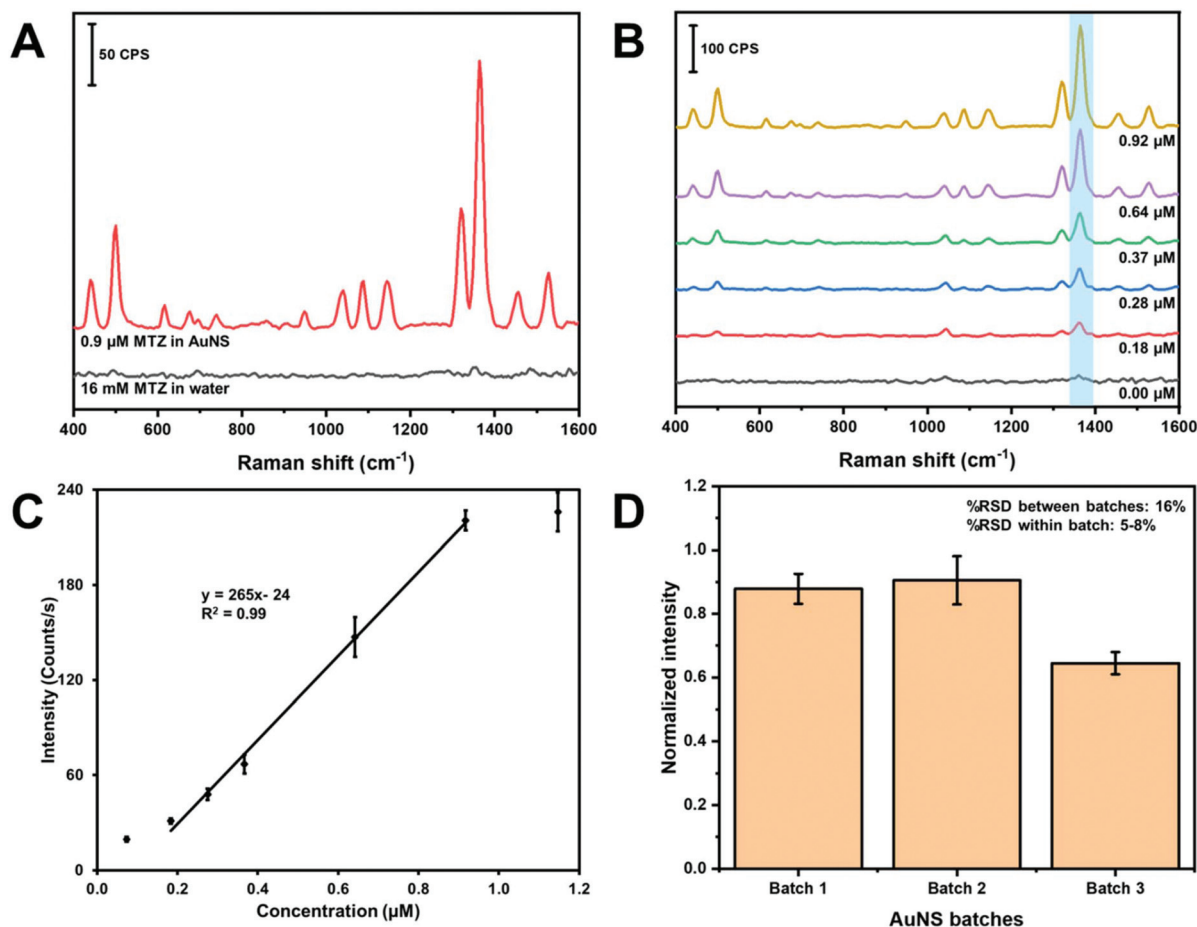 A
50 CPS
0.9 μM MTZ in AuNS
16 mM MTZ in water
400 600 800 1000 1200 1400 1600
Raman shift (cm⁻¹)
B
100 CPS
0.92 μM
0.64 μM
0.37 μM
0.28 μM
0.18 μM
0.00 μM
400 600 800 1000 1200 1400 1600
Raman shift (cm⁻¹)
C
Intensity (Counts/s)
240
180
120
60
0
y = 265x- 24
R² = 0.99
0.0 0.2 0.4 0.6 0.8 1.0 1.2
Concentration (μM)
D
Normalized intensity
1.2
1.0
0.8
0.6
0.4
0.2
0.0
%RSD between batches: 16%
%RSD within batch: 5-8%
Batch 1 Batch 2 Batch 3
AuNS batches